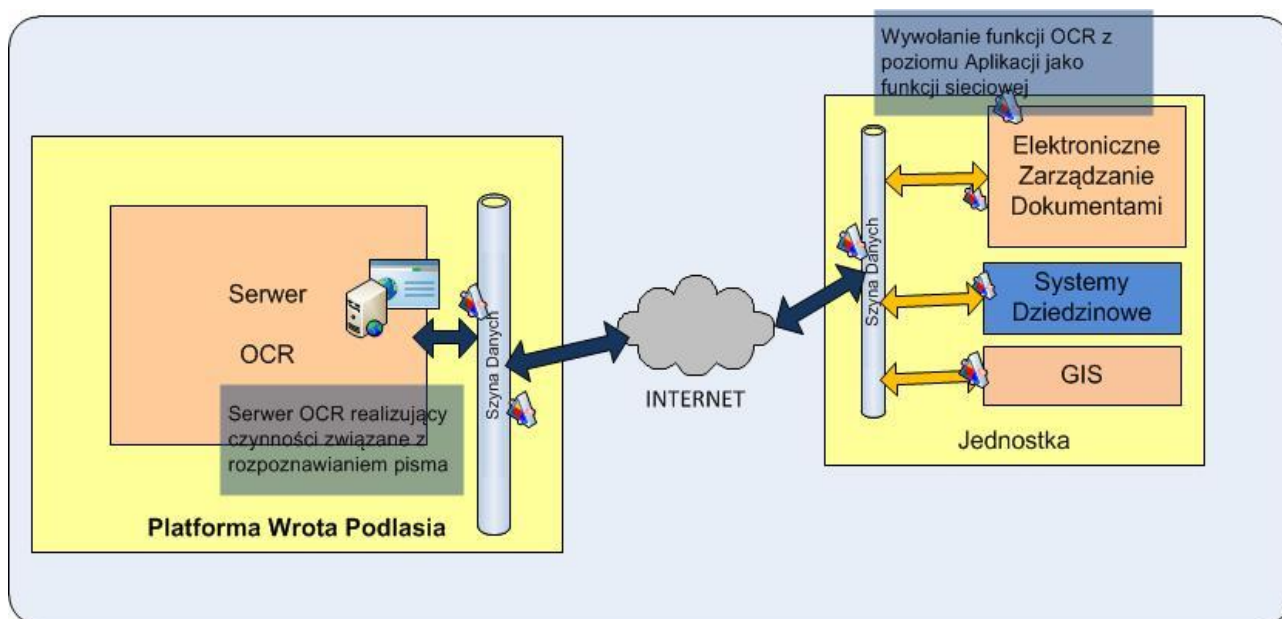 Wywołanie funkcji OCR z
poziomu Aplikacji jako
funkcji sieciowej
Elektroniczne
Zarządzanie
Dokumentami
Szyna Danych
Systemy
Dziedzinowe
GIS
Jednostka
INTERNET
Szyna Danych
Serwer
OCR
Serwer OCR realizujący
czynności związane z
rozpoznawaniem pisma
Platforma Wrota Podlasia